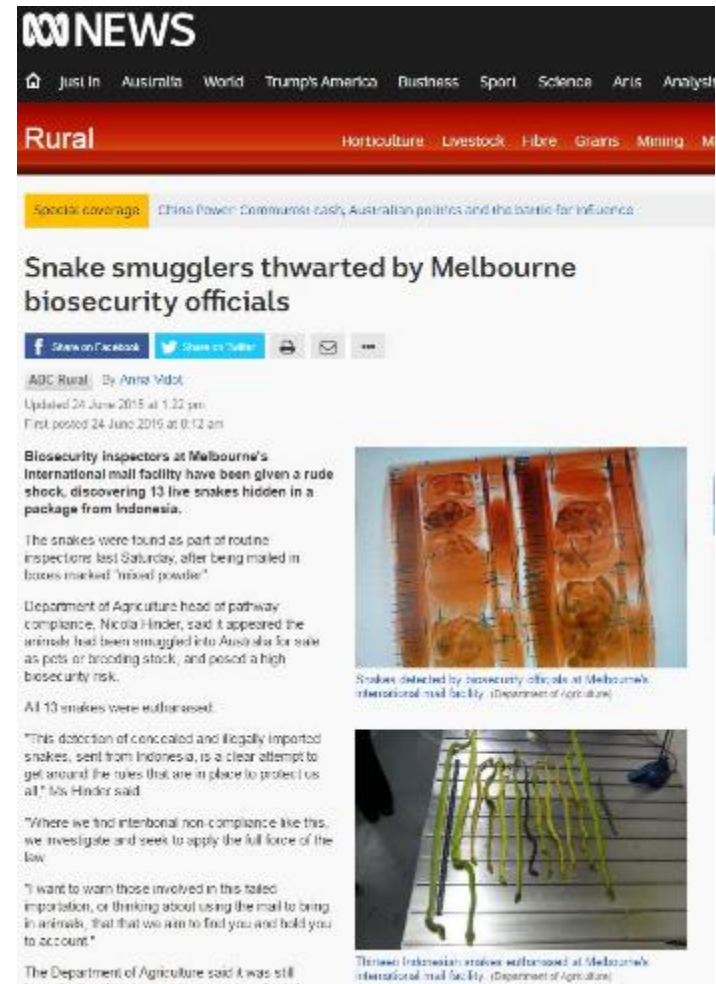 NEWS
Just In Australia World Trump's America Business Sport Science Arts Analysis
Rural
Horticulture Livestock Fibre Grains Mining M
Special coverage China Power: Communist cash, Australian politics and the battle for influence
Snake smugglers thwarted by Melbourne
biosecurity officials
Share on Facebook Share on Twitter
ABC Rural By Anna Vidot
Updated 24 June 2015 at 1:22 pm
First posted 24 June 2015 at 8:12 am
Biosecurity inspectors at Melbourne's
international mail facility have been given a rude
shock, discovering 13 live snakes hidden in a
package from Indonesia.
The snakes were found as part of routine
inspections last Saturday, after being mailed in
boxes marked "mixed powder".
Department of Agriculture head of pathway
compliance, Nicola Hinder, said it appeared the
animals had been smuggled into Australia for sale
as pets or breeding stock, and posed a high
biosecurity risk.
All 13 snakes were euthanased.
"This detection of concealed and illegally imported
snakes, sent from Indonesia, is a clear attempt to
get around the rules that are in place to protect us
all," Ms Hinder said.
"Where we find intentional non-compliance like this,
we investigate and seek to apply the full force of the
law.
"I want to warn those involved in this failed
importation, or thinking about using the mail to bring
in animals, that that we aim to find you and hold you
to account."
The Department of Agriculture said it was still
Snakes detected by biosecurity officials at Melbourne's
international mail facility. (Department of Agriculture)
Thirteen Indonesian snakes euthanased at Melbourne's
international mail facility. (Department of Agriculture)